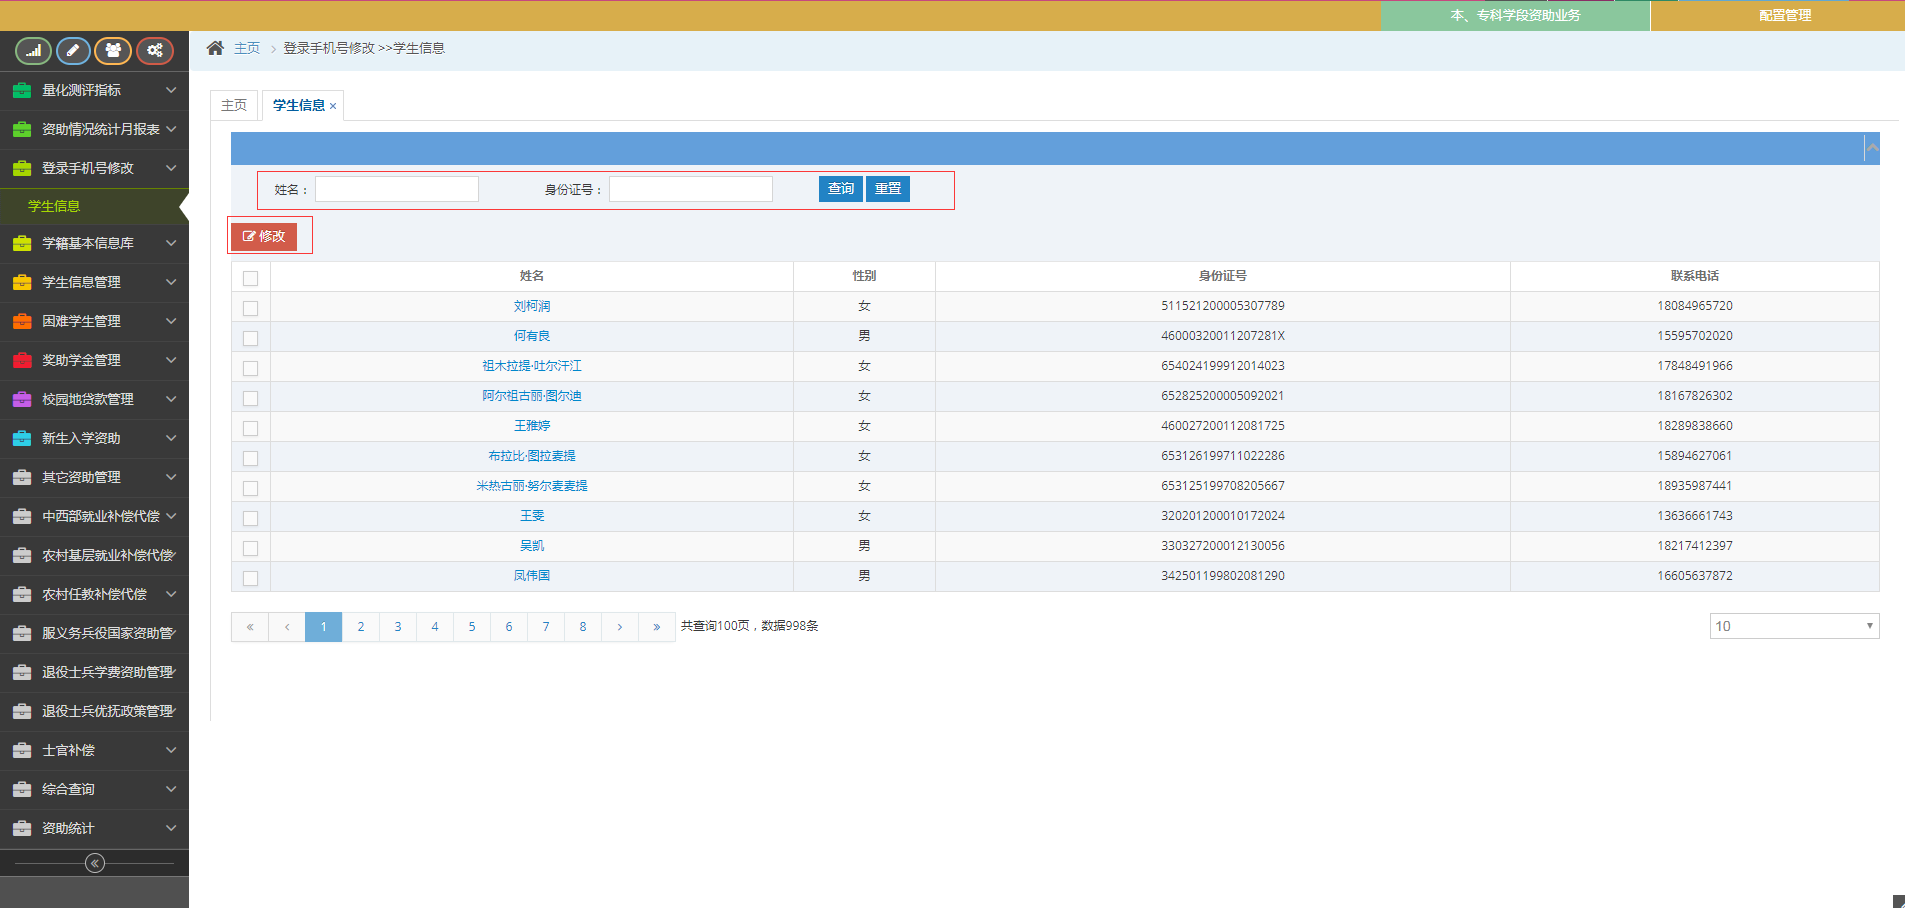 本、专科学段资助业务
配置管理
主页 > 登录手机号修改 >>学生信息
量化测评指标
资助情况统计月报表
登录手机号修改
学生信息
学籍基本信息库
学生信息管理
困难学生管理
奖助学金管理
校园地贷款管理
新生入学资助
其它资助管理
中西部就业补偿代偿
农村基层就业补偿代偿
农村任教补偿代偿
服义务兵役国家资助管
退役士兵学费资助管理
退役士兵优抚政策管理
士官补偿
综合查询
资助统计
主页 学生信息 ×
姓名： 身份证号： 查询 重置
修改
姓名 性别 身份证号 联系电话
刘柯润 女 511521200005307789 18084965720
何有良 男 46000320011207281X 15595702020
祖木拉提·吐尔汗江 女 654024199912014023 17848491966
阿尔祖古丽·图尔迪 女 652825200005092021 18167826302
王雅婷 女 460027200112081725 18289838660
布拉比·图拉麦提 女 653126199711022286 15894627061
米热古丽·努尔麦麦提 女 653125199708205667 18935987441
王雯 女 320201200010172024 13636661743
吴凯 男 330327200012130056 18217412397
凤伟国 男 342501199802081290 16605637872
« ‹ 1 2 3 4 5 6 7 8 › » 共查询100页，数据998条
10